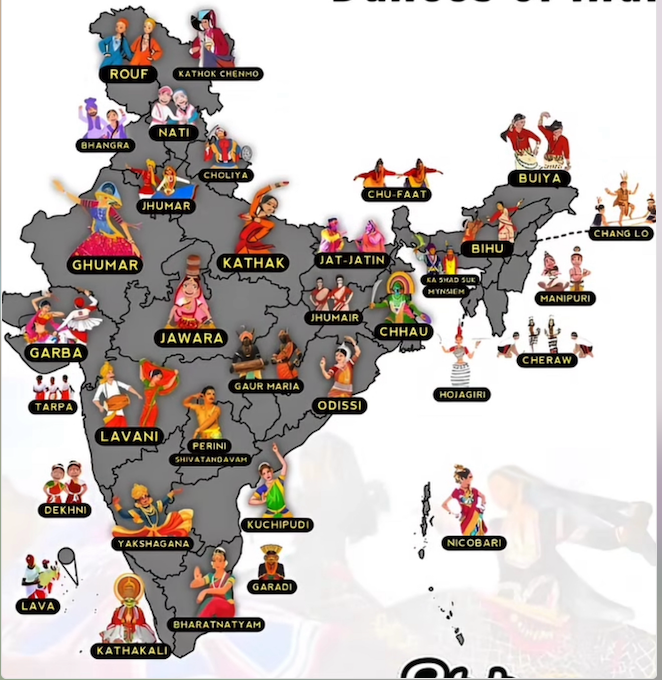 ROUF
KATHOK CHENMO
BHANGRA
NATI
CHOLIYA
JHUMAR
CHU-FAAT
BUIYA
CHANG LO
GHUMAR
KATHAK
JAT-JATIN
BIHU
KA SHAD SUK
MYNSIEM
MANIPURI
GARBA
JAWARA
JHUMAIR
CHHAU
CHERAW
GAUR MARIA
HOJAGIRI
TARPA
ODISSI
LAVANI
PERINI
SHIVATANDAVAM
DEKHNI
KUCHIPUDI
YAKSHAGANA
NICOBARI
GARADI
LAVA
BHARATNATYAM
KATHAKALI